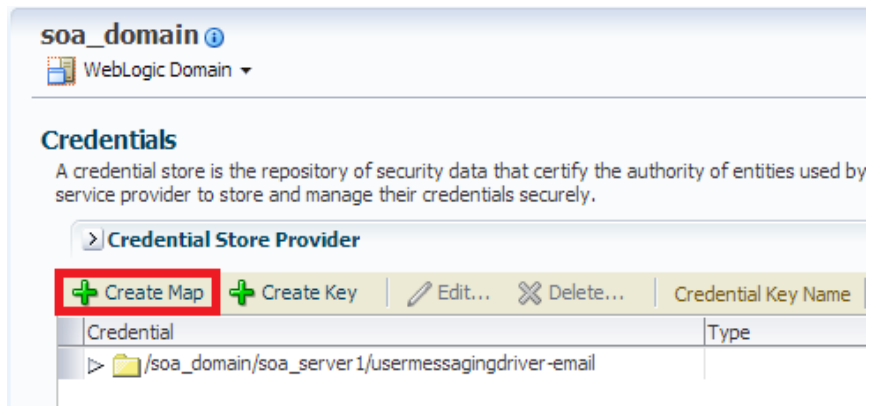 soa_domain
WebLogic Domain
Credentials
A credential store is the repository of security data that certify the authority of entities used by
service provider to store and manage their credentials securely.
Credential Store Provider
Create Map Create Key Edit... Delete... Credential Key Name
Credential Type
/soa_domain/soa_server1/usermessagingdriver-email